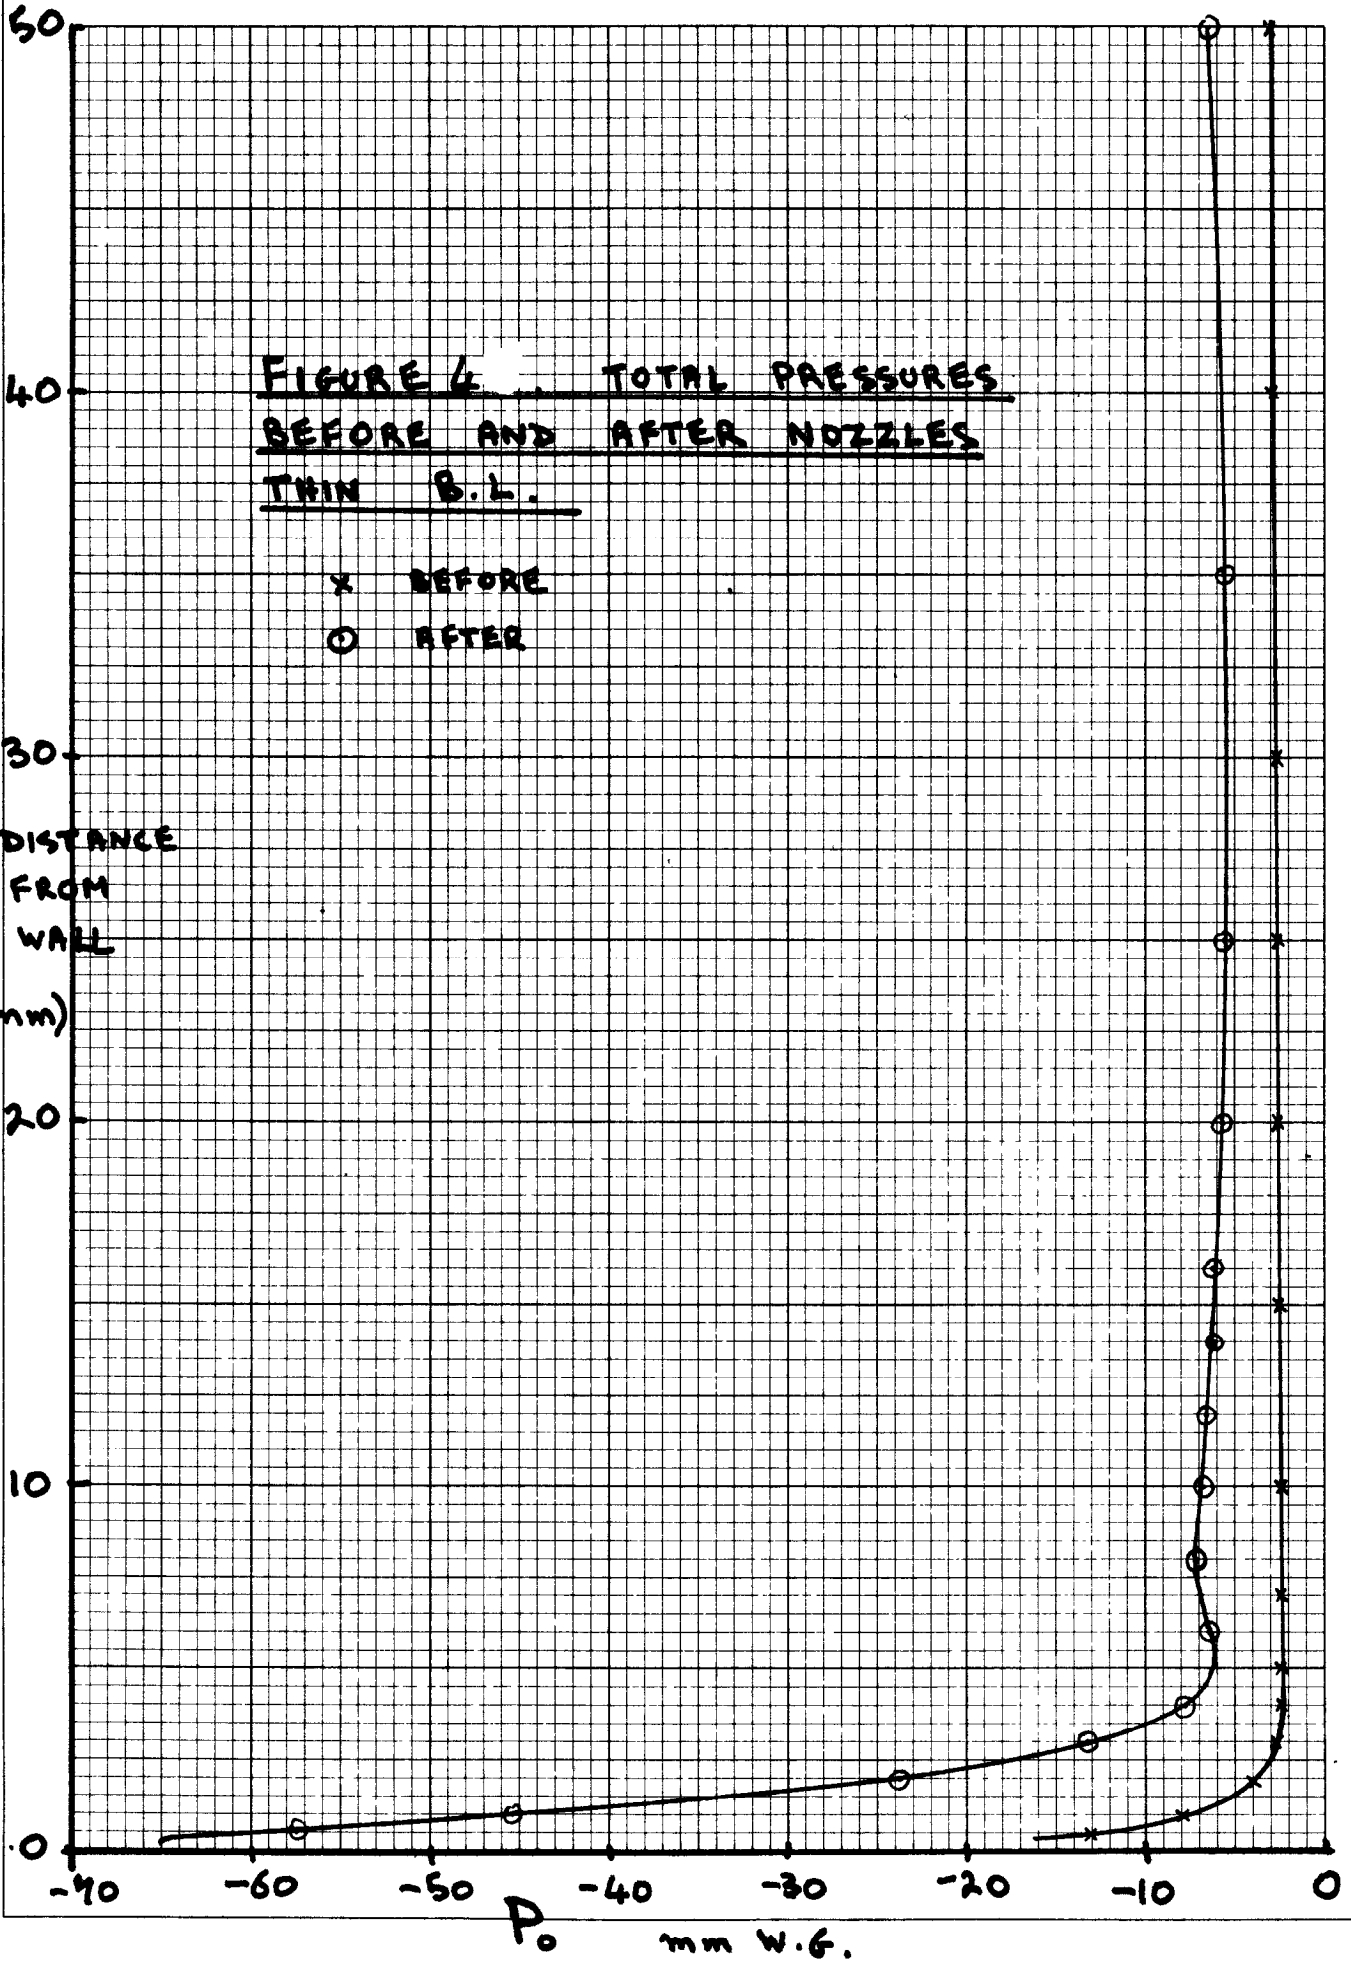 50
FIGURE 4. TOTAL PRESSURES
40
BEFORE AND AFTER NOZZLES
THIN B.L.
x BEFORE
AFTER
30
DISTANCE
FROM
WALL
mm)
20
10
0
-70 -60 -50 -40 -30 -20 -10 0
P₀ mm W.G.